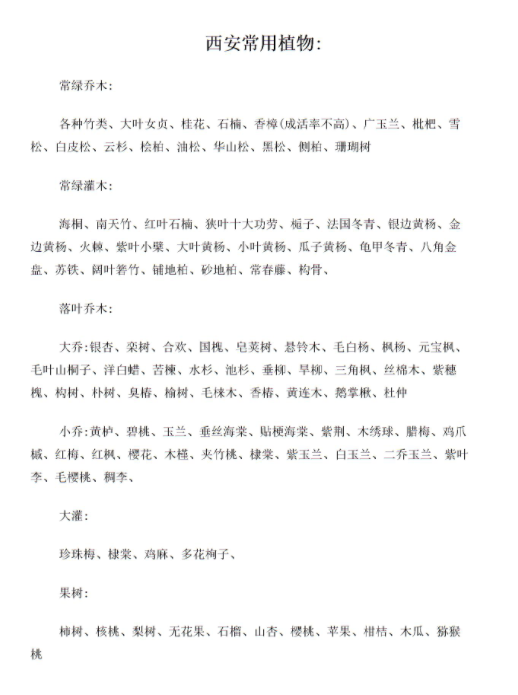 西安常用植物:
常绿乔木:
各种竹类、大叶女贞、桂花、石楠、香樟(成活率不高)、广玉兰、枇杷、雪
松、白皮松、云杉、桧柏、油松、华山松、黑松、侧柏、珊瑚树
常绿灌木:
海桐、南天竹、红叶石楠、狭叶十大功劳、栀子、法国冬青、银边黄杨、金
边黄杨、火棘、紫叶小檗、大叶黄杨、小叶黄杨、瓜子黄杨、龟甲冬青、八角金
盘、苏铁、阔叶箬竹、铺地柏、砂地柏、常春藤、构骨、
落叶乔木:
大乔:银杏、栾树、合欢、国槐、皂荚树、悬铃木、毛白杨、枫杨、元宝枫、
毛叶山桐子、洋白蜡、苦楝、水杉、池杉、垂柳、旱柳、三角枫、丝棉木、紫穗
槐、构树、朴树、臭椿、榆树、毛梾木、香椿、黄连木、鹅掌楸、杜仲
小乔:黄栌、碧桃、玉兰、垂丝海棠、贴梗海棠、紫荆、木绣球、腊梅、鸡爪
槭、红梅、红枫、樱花、木槿、夹竹桃、棣棠、紫玉兰、白玉兰、二乔玉兰、紫叶
李、毛樱桃、稠李、
大灌:
珍珠梅、棣棠、鸡麻、多花栒子、
果树:
柿树、核桃、梨树、无花果、石榴、山杏、樱桃、苹果、柑桔、木瓜、猕猴
桃